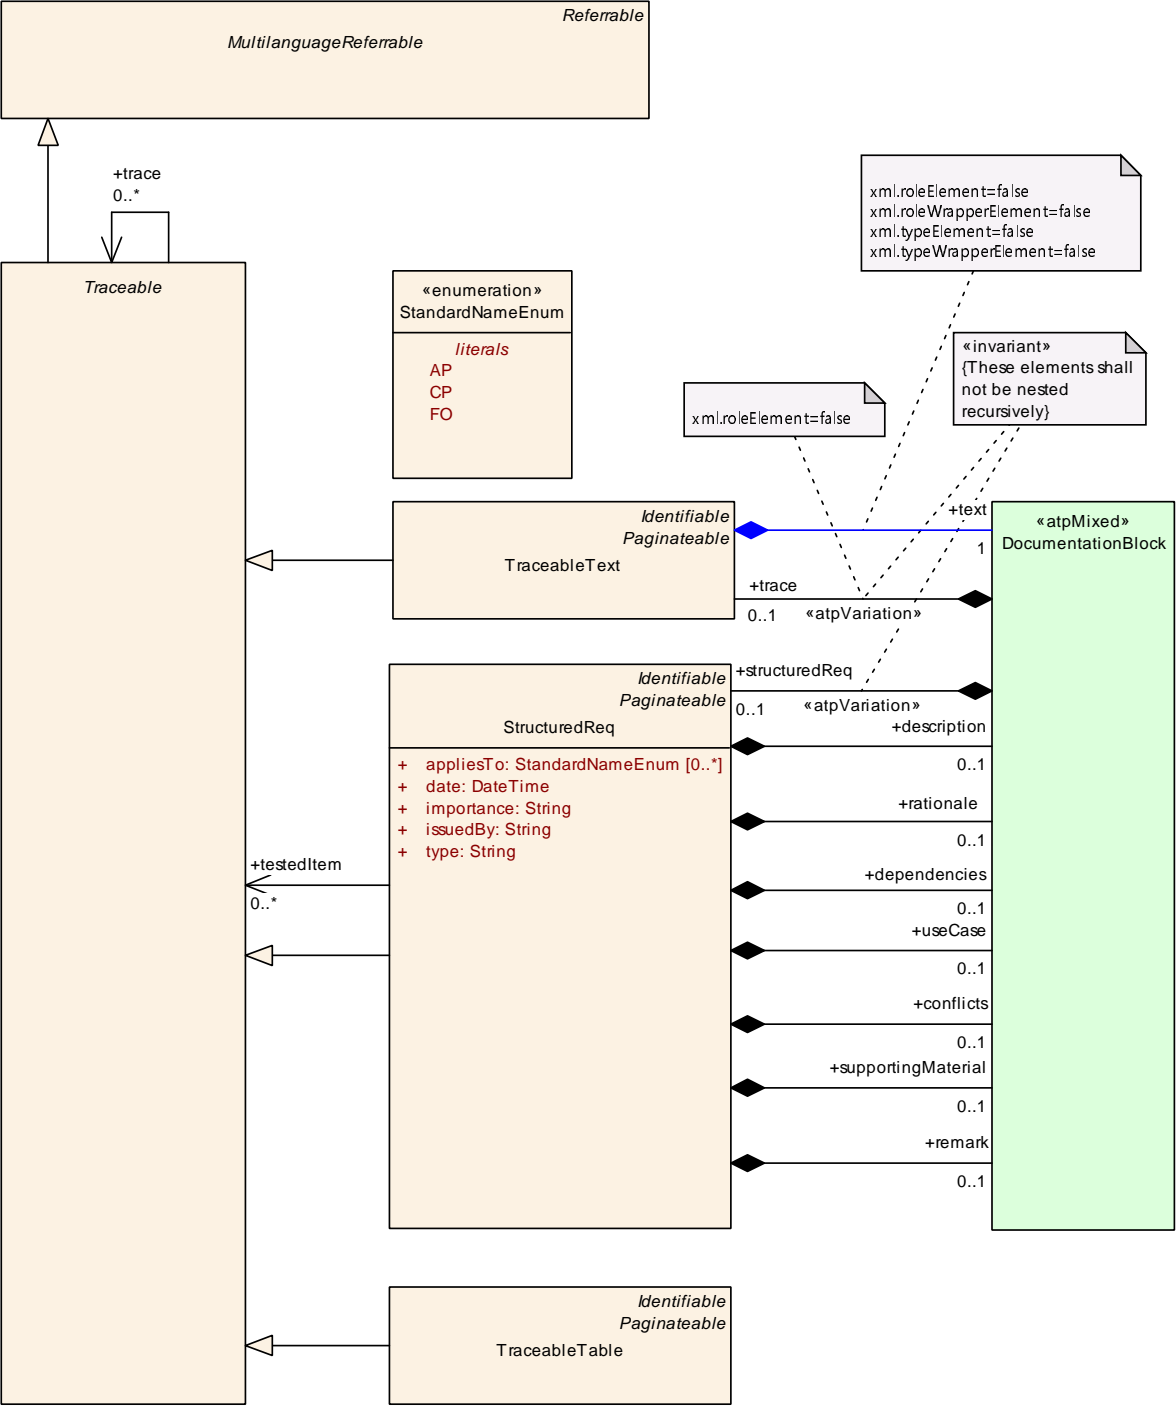 Referrable
MultilanguageReferrable
+trace
0..*
Traceable
«enumeration»
StandardNameEnum
literals
AP
CP
FO
xml.roleElement=false
xml.roleWrapperElement=false
xml.typeElement=false
xml.typeWrapperElement=false
«invariant»
{These elements shall
not be nested
recursively}
xml.roleElement=false
Identifiable
Paginateable
TraceableText
+text
1
«atpMixed»
DocumentationBlock
+trace
0..1
«atpVariation»
Identifiable
Paginateable
StructuredReq
+structuredReq
0..1
«atpVariation»
+ appliesTo: StandardNameEnum [0..*]
+ date: DateTime
+ importance: String
+ issuedBy: String
+ type: String
+description
0..1
+rationale
0..1
+testedItem
0..*
+dependencies
0..1
+useCase
0..1
+conflicts
0..1
+supportingMaterial
0..1
+remark
0..1
Identifiable
Paginateable
TraceableTable